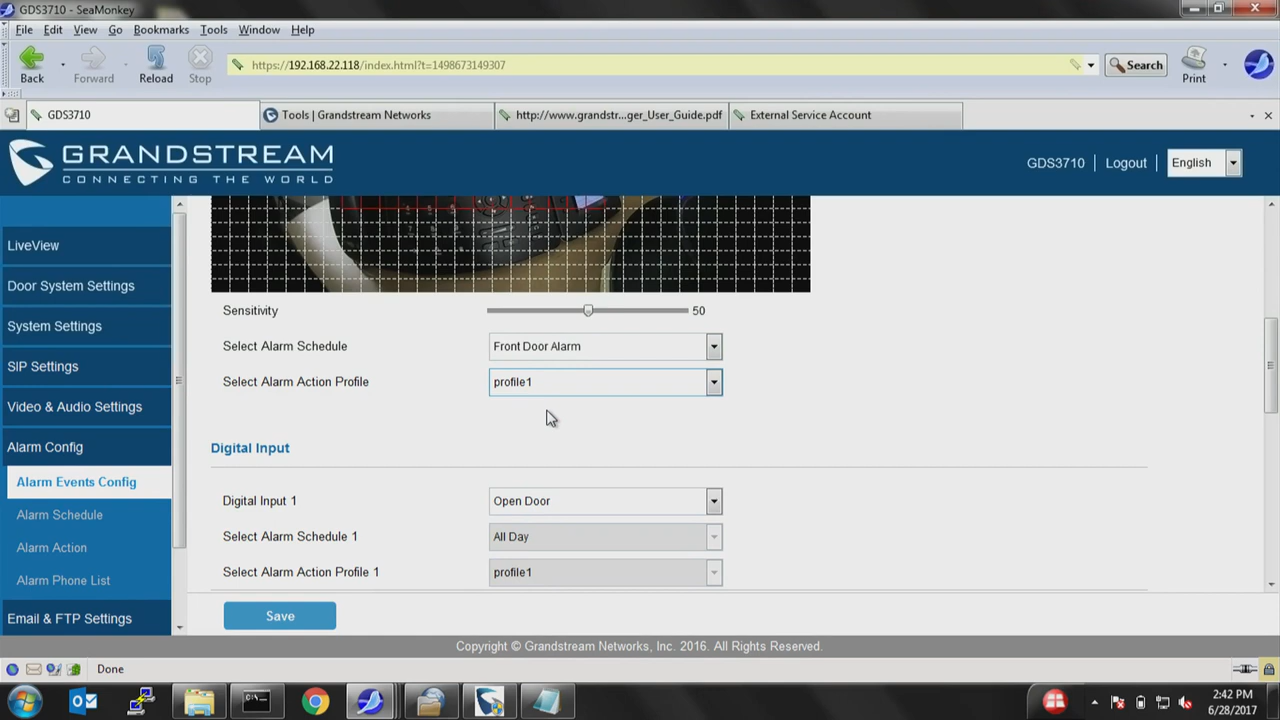 GDS3710 - SeaMonkey
File Edit View Go Bookmarks Tools Window Help
Back Forward Reload Stop https://192.168.22.118/index.html?t=1498673149307 Search Print
GDS3710 Tools | Grandstream Networks http://www.grandstr...ger_User_Guide.pdf External Service Account
GRANDSTREAM
CONNECTING THE WORLD
GDS3710 Logout English
LiveView
Door System Settings
System Settings
SIP Settings
Video & Audio Settings
Alarm Config
Alarm Events Config
Alarm Schedule
Alarm Action
Alarm Phone List
Email & FTP Settings
Sensitivity 50
Select Alarm Schedule Front Door Alarm
Select Alarm Action Profile profile1
Digital Input
Digital Input 1 Open Door
Select Alarm Schedule 1 All Day
Select Alarm Action Profile 1 profile1
Save
Copyright © Grandstream Networks, Inc. 2016. All Rights Reserved.
Done
2:42 PM
6/28/2017